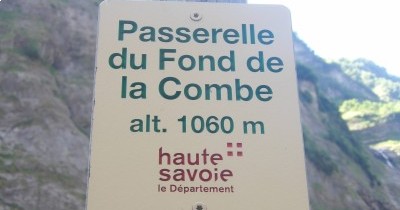 Passerelle
du Fond de
la Combe
alt. 1060 m
haute
savoie
le Département